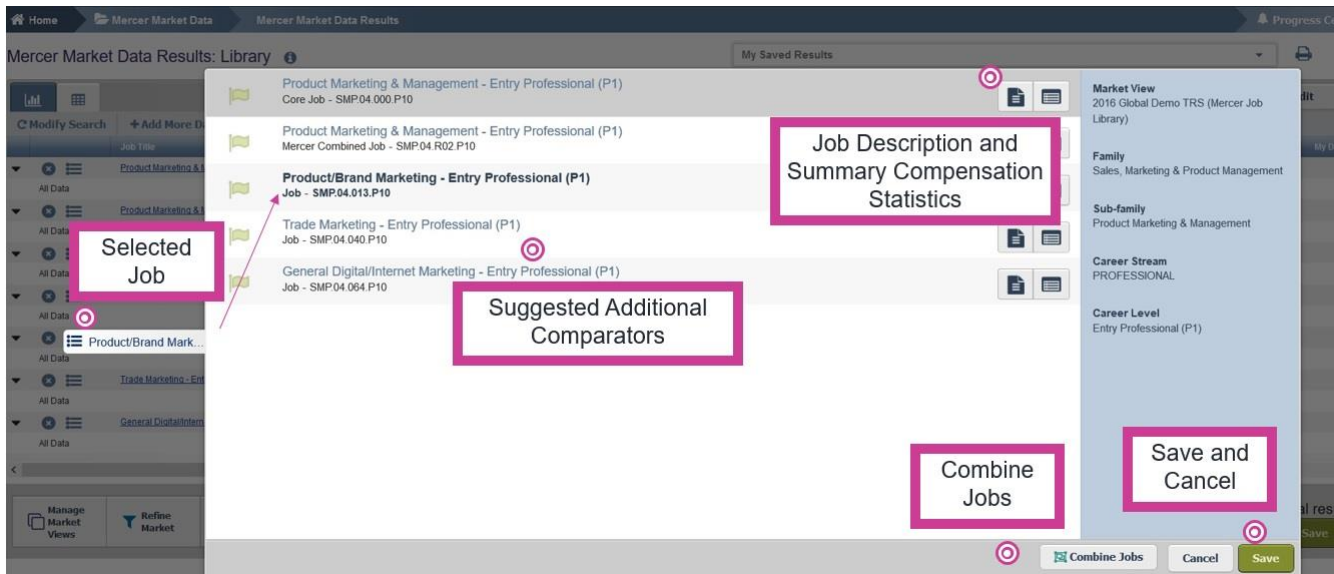 Home
Mercer Market Data
Mercer Market Data Results
Progress Ce
Mercer Market Data Results: Library
My Saved Results
Modify Search
+Add More D
Job Title
My D
dit
Product Marketing & M
All Data
Product Marketing & M
All Data
All Data
All Data
Product/Brand Mark...
All Data
Trade Marketing - Ent
All Data
General Digital/Intern
All Data
Selected
Job
Product Marketing & Management - Entry Professional (P1)
Core Job - SMP.04.000.P10
Product Marketing & Management - Entry Professional (P1)
Mercer Combined Job - SMP.04.R02.P10
Product/Brand Marketing - Entry Professional (P1)
Job - SMP.04.013.P10
Trade Marketing - Entry Professional (P1)
Job - SMP.04.040.P10
General Digital/Internet Marketing - Entry Professional (P1)
Job - SMP.04.064.P10
Job Description and
Summary Compensation
Statistics
Suggested Additional
Comparators
Market View
2016 Global Demo TRS (Mercer Job
Library)
Family
Sales, Marketing & Product Management
Sub-family
Product Marketing & Management
Career Stream
PROFESSIONAL
Career Level
Entry Professional (P1)
Combine
Jobs
Save and
Cancel
Manage
Market
Views
Refine
Market
al res
Save
Combine Jobs
Cancel
Save